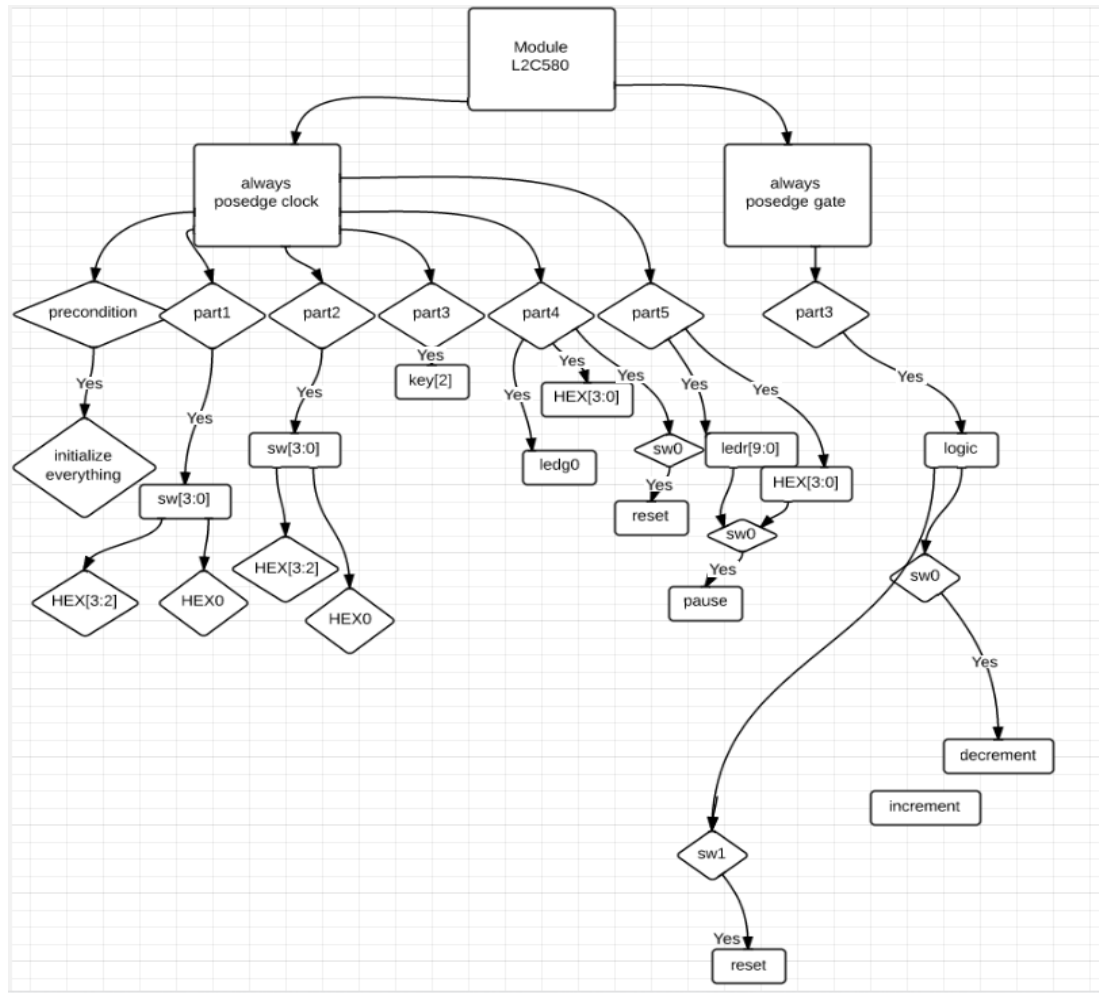 Module
L2C580
always
posedge clock
always
posedge gate
precondition
part1
part2
part3
part4
part5
part3
Yes
key[2]
Yes
HEX[3:0]
Yes
Yes
Yes
Yes
Yes
Yes
Yes
Yes
initialize
everything
sw[3:0]
sw[3:0]
ledg0
sw0
ledr[9:0]
HEX[3:0]
logic
Yes
reset
sw0
Yes
pause
HEX[3:2]
HEX0
HEX[3:2]
HEX0
sw0
Yes
decrement
increment
sw1
Yes
reset